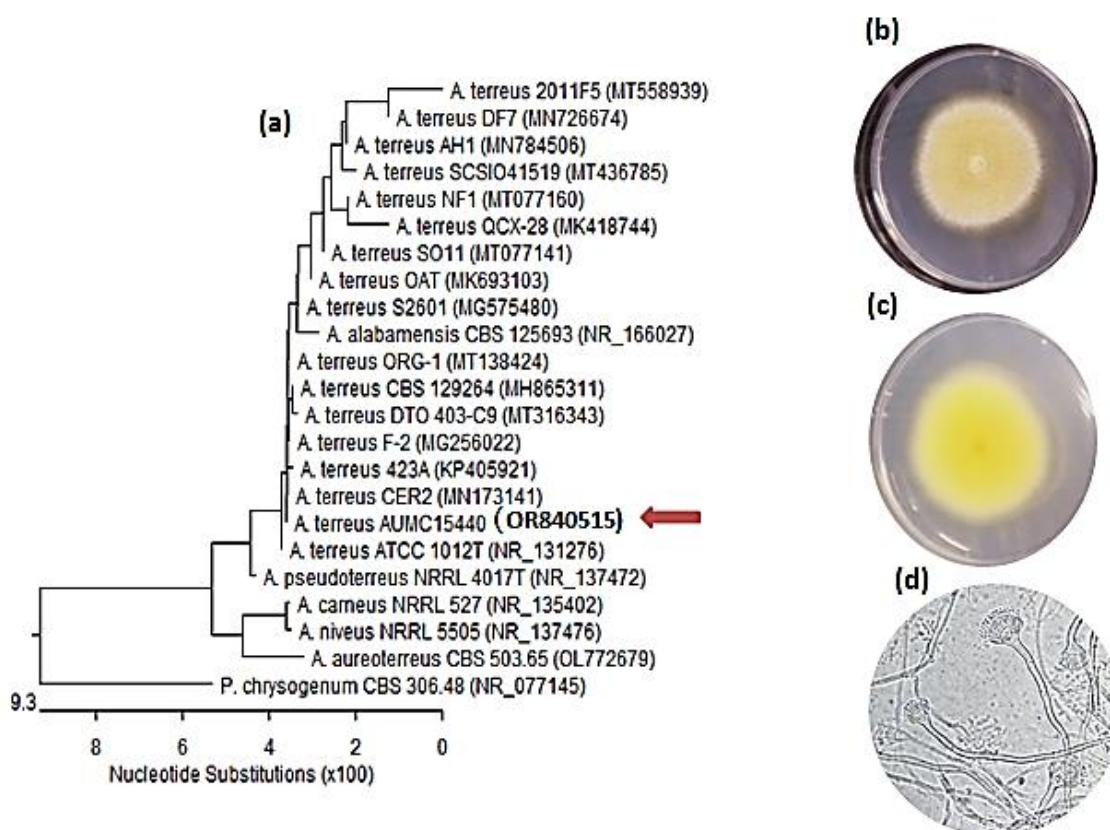 (a)
A. terreus 2011F5 (MT558939)
A. terreus DF7 (MN726674)
A. terreus AH1 (MN784506)
A. terreus SCSIO41519 (MT436785)
A. terreus NF1 (MT077160)
A. terreus QCX-28 (MK418744)
A. terreus SO11 (MT077141)
A. terreus OAT (MK693103)
A. terreus S2601 (MG575480)
A. alabamensis CBS 125693 (NR_166027)
A. terreus ORG-1 (MT138424)
A. terreus CBS 129264 (MH865311)
A. terreus DTO 403-C9 (MT316343)
A. terreus F-2 (MG256022)
A. terreus 423A (KP405921)
A. terreus CER2 (MN173141)
A. terreus AUMC15440 (OR840515)
A. terreus ATCC 1012T (NR_131276)
A. pseudoterreus NRRL 4017T (NR_137472)
A. carneus NRRL 527 (NR_135402)
A. niveus NRRL 5505 (NR_137476)
A. aureoterreus CBS 503.65 (OL772679)
P. chrysogenum CBS 306.48 (NR_077145)
9.3
8 6 4 2 0
Nucleotide Substitutions (x100)
(b)
(c)
(d)